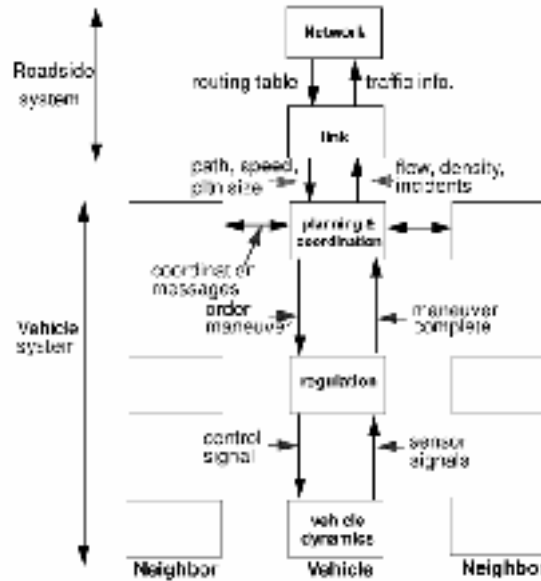 Network
Roadside
system
routing table
traffic info.
link
path, speed,
pltn size
flow, density,
incidents
planning &
coordination
coordination
messages
order
maneuver
maneuver
complete
Vehicle
system
regulation
control
signal
sensor
signals
vehicle
dynamics
Neighbor
Vehicle
Neighbor